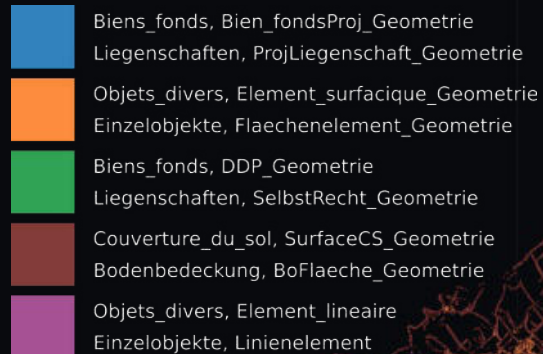 Biens_fonds, Bien_fondsProj_Geometrie
Liegenschaften, ProjLiegenschaft_Geometrie
Objets_divers, Element_surfacique_Geometrie
Einzelobjekte, Flaechenelement_Geometrie
Biens_fonds, DDP_Geometrie
Liegenschaften, SelbstRecht_Geometrie
Couverture_du_sol, SurfaceCS_Geometrie
Bodenbedeckung, BoFlaeche_Geometrie
Objets_divers, Element_lineaire
Einzelobjekte, Linienelement